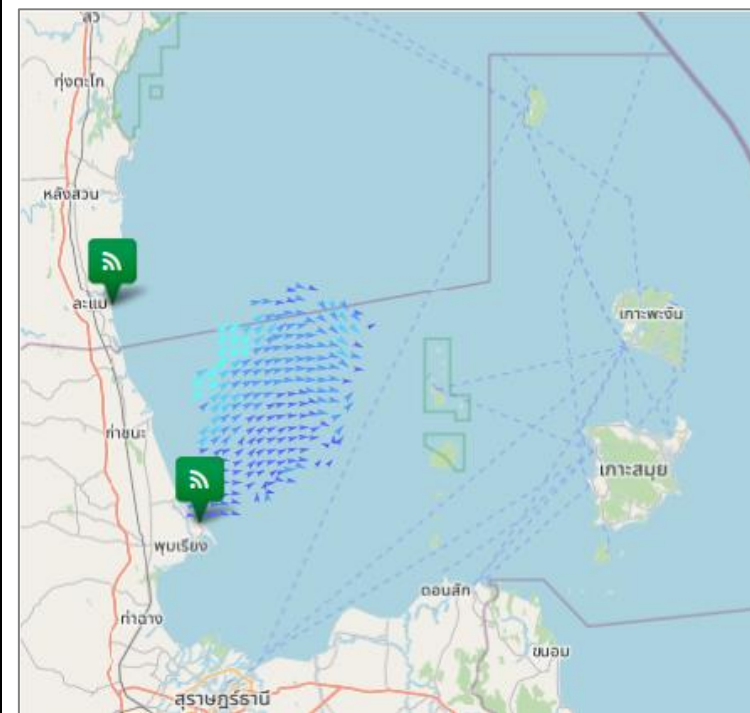 สวี
ทุ่งตะโก
หลังสวน
ละแม
เกาะพะงัน
ท่าชนะ
เกาะสมุย
พุมเรียง
ดอนสัก
ท่าฉาง
ขนอม
สุราษฎร์ธานี